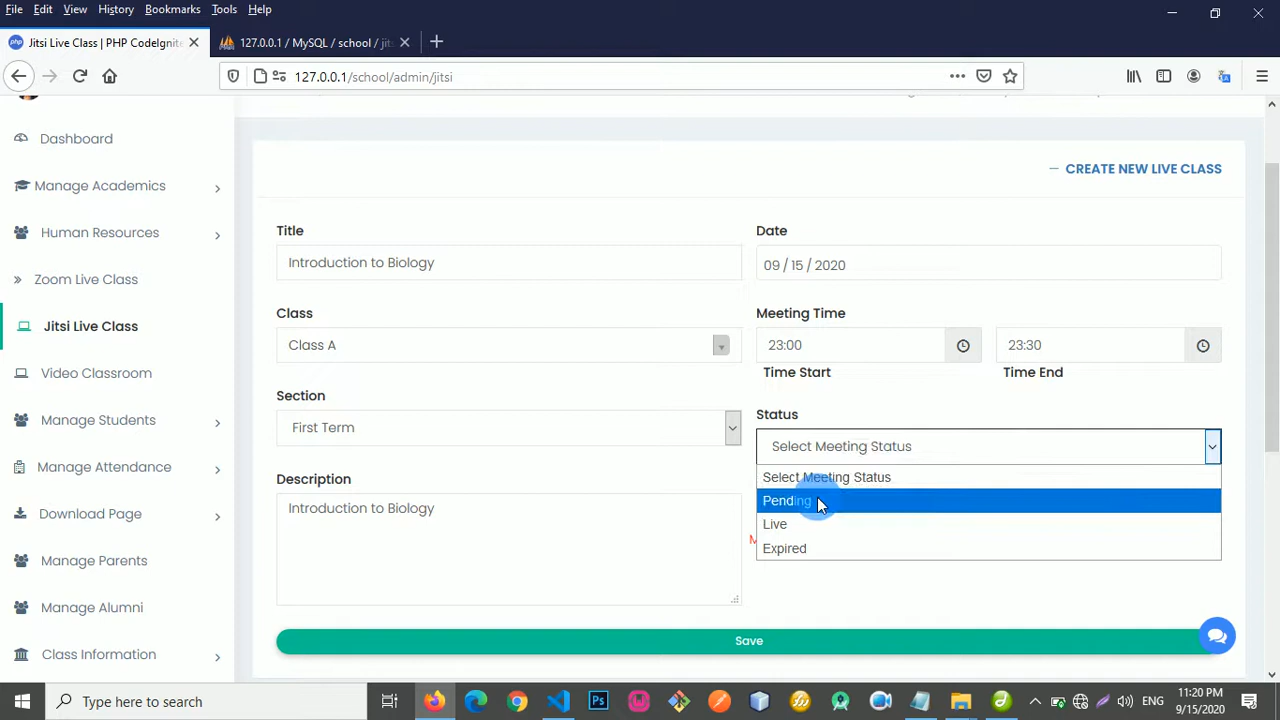 File Edit View History Bookmarks Tools Help
Jitsi Live Class | PHP CodeIgnite
127.0.0.1 / MySQL / school / jit
127.0.0.1/school/admin/jitsi
Dashboard
Manage Academics
Human Resources
Zoom Live Class
Jitsi Live Class
Video Classroom
Manage Students
Manage Attendance
Download Page
Manage Parents
Manage Alumni
Class Information
CREATE NEW LIVE CLASS
Title
Introduction to Biology
Date
09 / 15 / 2020
Class
Class A
Meeting Time
23:00
23:30
Time Start
Time End
Section
First Term
Status
Select Meeting Status
Select Meeting Status
Pending
Live
Expired
Description
Introduction to Biology
Save
Type here to search
Ps
ENG
11:20 PM
9/15/2020